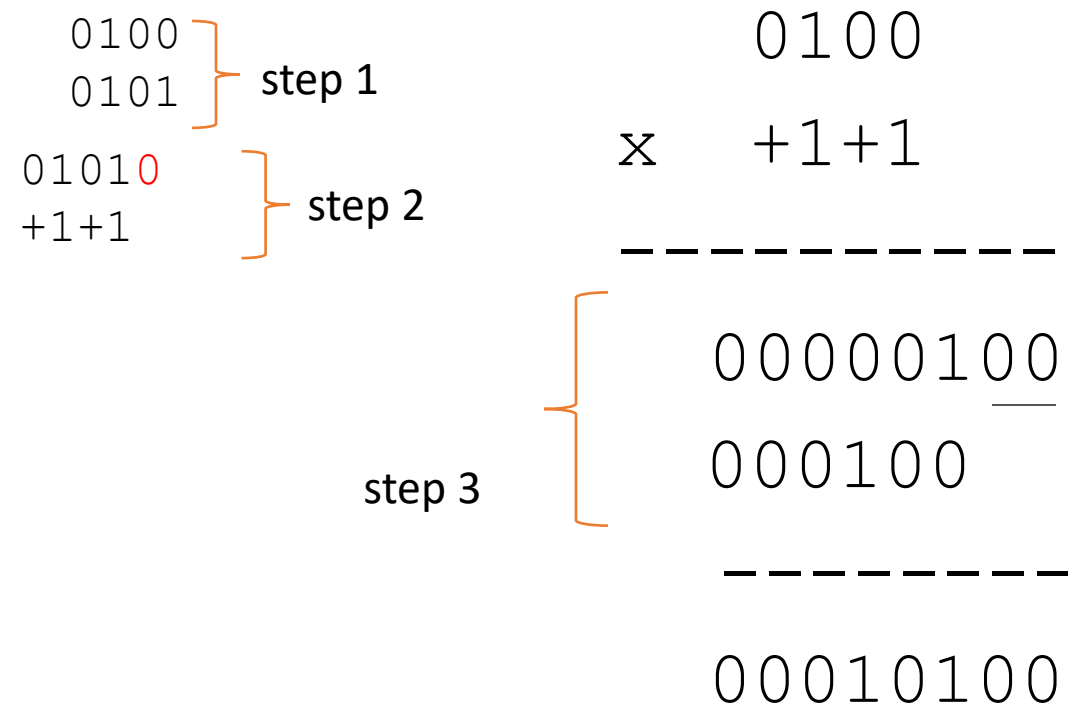 0100
0101
step 1
01010
+1+1
step 2
0100
x +1+1
----------
00000100
000100
step 3
--------
00010100